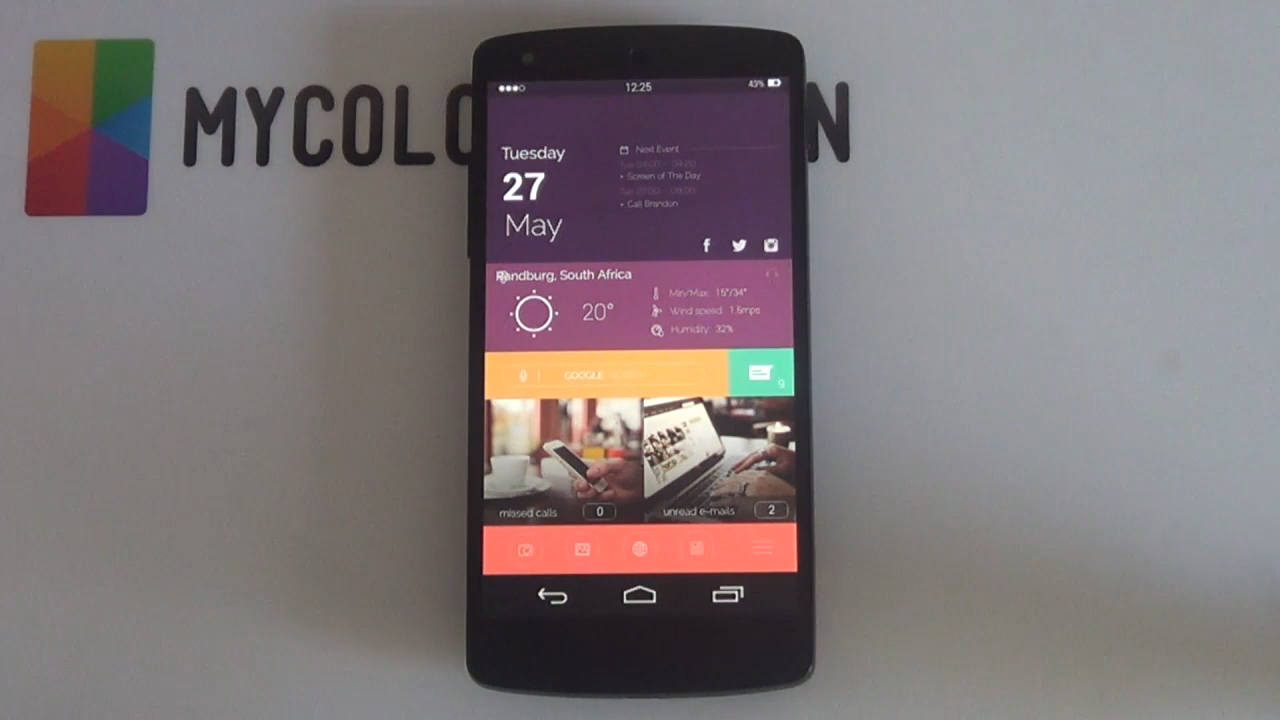 MYCOLO N
12:25
43%
Tuesday
27
May
Next Event
• Screen of The Day
• Call Brandon
Randburg, South Africa
20°
Min/Max: 15°/34°
Wind speed: 1.5mps
Humidity: 32%
GOOGLE
9
missed calls 0
unread e-mails 2